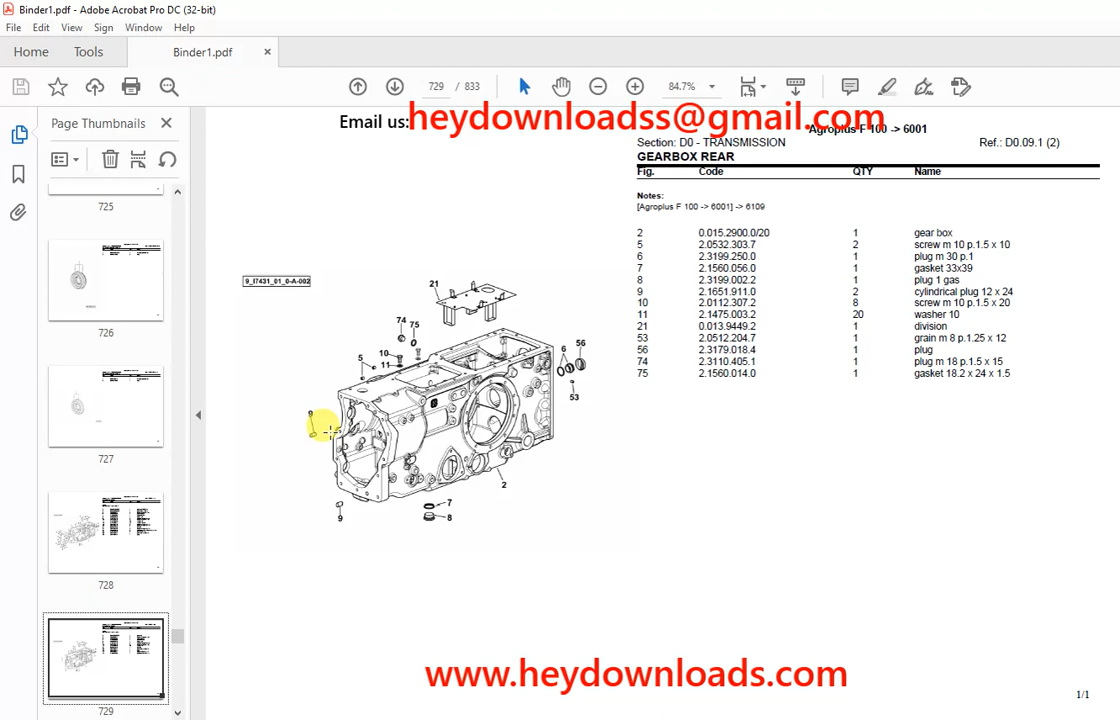 Binder1.pdf - Adobe Acrobat Pro DC (32-bit)
File Edit View Sign Window Help
Home Tools Binder1.pdf ×
729 / 833 84.7%
Page Thumbnails
725
726
727
728
729
Email us: heydownloadss@gmail.com
Agroplus F 100 -> 6001
Section: D0 - TRANSMISSION Ref.: D0.09.1 (2)
GEARBOX REAR
Fig. Code QTY Name
Notes:
[Agroplus F 100 -> 6001] -> 6109
2 0.015.2900.0/20 1 gear box
5 2.0532.303.7 2 screw m 10 p.1.5 x 10
6 2.3199.250.0 1 plug m 30 p.1
7 2.1560.056.0 1 gasket 33x39
8 2.3199.002.2 1 plug 1 gas
9 2.1651.911.0 2 cylindrical plug 12 x 24
10 2.0112.307.2 8 screw m 10 p.1.5 x 20
11 2.1475.003.2 20 washer 10
21 0.013.9449.2 1 division
53 2.0512.204.7 1 grain m 8 p.1.25 x 12
56 2.3179.018.4 1 plug
74 2.3110.405.1 1 plug m 18 p.1.5 x 15
75 2.1560.014.0 1 gasket 18.2 x 24 x 1.5
9_I7431_01_0-A-002
21
74 75
10
5
11
6 56
53
9
2
9
7
8
www.heydownloads.com
1/1